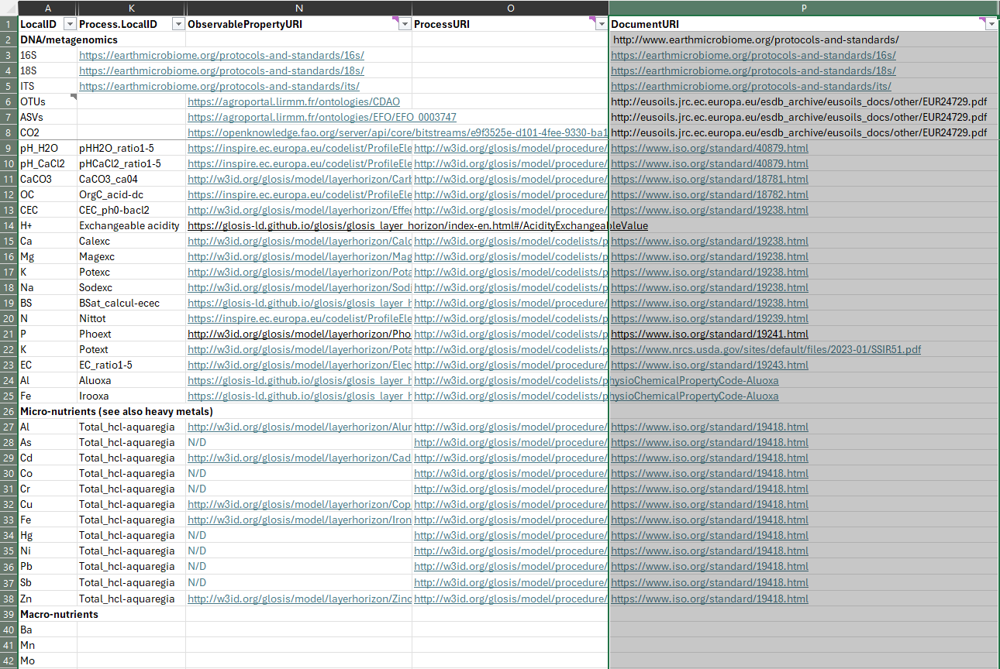 A K N O P
1 LocalID Process.LocalID ObservablePropertyURI ProcessURI DocumentURI
2 DNA/metagenomics http://www.earthmicrobiome.org/protocols-and-standards/
3 16S https://earthmicrobiome.org/protocols-and-standards/16s/ https://earthmicrobiome.org/protocols-and-standards/16s/
4 18S https://earthmicrobiome.org/protocols-and-standards/18s/ https://earthmicrobiome.org/protocols-and-standards/18s/
5 ITS https://earthmicrobiome.org/protocols-and-standards/its/ https://earthmicrobiome.org/protocols-and-standards/its/
6 OTUs https://agroportal.lirmm.fr/ontologies/CDAO http://eusoils.jrc.ec.europa.eu/esdb_archive/eusoils_docs/other/EUR24729.pdf
7 ASVs https://agroportal.lirmm.fr/ontologies/EFO/EFO_0003747 http://eusoils.jrc.ec.europa.eu/esdb_archive/eusoils_docs/other/EUR24729.pdf
8 CO2 https://openknowledge.fao.org/server/api/core/bitstreams/e9f3525e-d101-4fee-9330-ba1 http://eusoils.jrc.ec.europa.eu/esdb_archive/eusoils_docs/other/EUR24729.pdf
9 pH_H2O pHH2O_ratio1-5 https://inspire.ec.europa.eu/codelist/ProfileEle http://w3id.org/glosis/model/procedure/ https://www.iso.org/standard/40879.html
10 pH_CaCl2 pHCaCl2_ratio1-5 https://inspire.ec.europa.eu/codelist/ProfileEle http://w3id.org/glosis/model/procedure/ https://www.iso.org/standard/40879.html
11 CaCO3 CaCO3_ca04 http://w3id.org/glosis/model/layerhorizon/Carl http://w3id.org/glosis/model/procedure/ https://www.iso.org/standard/18781.html
12 OC OrgC_acid-dc https://inspire.ec.europa.eu/codelist/ProfileEle http://w3id.org/glosis/model/procedure/ https://www.iso.org/standard/18782.html
13 CEC CEC_ph0-bacl2 http://w3id.org/glosis/model/layerhorizon/Effe http://w3id.org/glosis/model/procedure/ https://www.iso.org/standard/19238.html
14 H+ Exchangeable acidity https://glosis-ld.github.io/glosis/glosis_layer_horizon/index-en.html#/AcidityExchangeableValue
15 Ca Calexc http://w3id.org/glosis/model/layerhorizon/Calc http://w3id.org/glosis/model/codelists/p https://www.iso.org/standard/19238.html
16 Mg Magexc http://w3id.org/glosis/model/layerhorizon/Mag http://w3id.org/glosis/model/codelists/p https://www.iso.org/standard/19238.html
17 K Potexc http://w3id.org/glosis/model/layerhorizon/Pota http://w3id.org/glosis/model/codelists/p https://www.iso.org/standard/19238.html
18 Na Sodexc http://w3id.org/glosis/model/layerhorizon/Sodi http://w3id.org/glosis/model/codelists/p https://www.iso.org/standard/19238.html
19 BS BSat_calcul-ecec https://glosis-ld.github.io/glosis/glosis_layer_h http://w3id.org/glosis/model/codelists/p https://www.iso.org/standard/19238.html
20 N Nittot https://inspire.ec.europa.eu/codelist/ProfileEle http://w3id.org/glosis/model/codelists/p https://www.iso.org/standard/19239.html
21 P Phoext http://w3id.org/glosis/model/layerhorizon/Pho http://w3id.org/glosis/model/codelists/p https://www.iso.org/standard/19241.html
22 K Potext http://w3id.org/glosis/model/layerhorizon/Pota http://w3id.org/glosis/model/codelists/p https://www.nrcs.usda.gov/sites/default/files/2023-01/SSIR51.pdf
23 EC EC_ratio1-5 http://w3id.org/glosis/model/layerhorizon/Elec http://w3id.org/glosis/model/procedure/ https://www.iso.org/standard/19243.html
24 Al Aluoxa https://glosis-ld.github.io/glosis/glosis_layer_h http://w3id.org/glosis/model/codelists/physioChemicalPropertyCode-Aluoxa
25 Fe Irooxa https://glosis-ld.github.io/glosis/glosis_layer_h http://w3id.org/glosis/model/codelists/physioChemicalPropertyCode-Aluoxa
26 Micro-nutrients (see also heavy metals)
27 Al Total_hcl-aquaregia http://w3id.org/glosis/model/layerhorizon/Alur http://w3id.org/glosis/model/procedure/ https://www.iso.org/standard/19418.html
28 As Total_hcl-aquaregia N/D http://w3id.org/glosis/model/procedure/ https://www.iso.org/standard/19418.html
29 Cd Total_hcl-aquaregia http://w3id.org/glosis/model/layerhorizon/Cad http://w3id.org/glosis/model/procedure/ https://www.iso.org/standard/19418.html
30 Co Total_hcl-aquaregia N/D http://w3id.org/glosis/model/procedure/ https://www.iso.org/standard/19418.html
31 Cr Total_hcl-aquaregia N/D http://w3id.org/glosis/model/procedure/ https://www.iso.org/standard/19418.html
32 Cu Total_hcl-aquaregia http://w3id.org/glosis/model/layerhorizon/Cop http://w3id.org/glosis/model/procedure/ https://www.iso.org/standard/19418.html
33 Fe Total_hcl-aquaregia http://w3id.org/glosis/model/layerhorizon/Iron http://w3id.org/glosis/model/procedure/ https://www.iso.org/standard/19418.html
34 Hg Total_hcl-aquaregia N/D http://w3id.org/glosis/model/procedure/ https://www.iso.org/standard/19418.html
35 Ni Total_hcl-aquaregia N/D http://w3id.org/glosis/model/procedure/ https://www.iso.org/standard/19418.html
36 Pb Total_hcl-aquaregia N/D http://w3id.org/glosis/model/procedure/ https://www.iso.org/standard/19418.html
37 Sb Total_hcl-aquaregia N/D http://w3id.org/glosis/model/procedure/ https://www.iso.org/standard/19418.html
38 Zn Total_hcl-aquaregia http://w3id.org/glosis/model/layerhorizon/Zinc http://w3id.org/glosis/model/procedure/ https://www.iso.org/standard/19418.html
39 Macro-nutrients
40 Ba
41 Mn
42 Mo